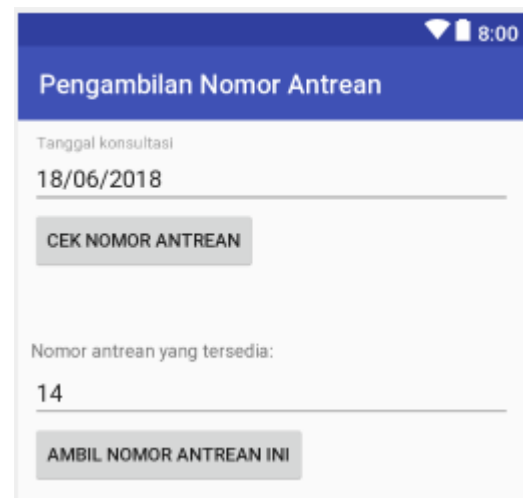 8:00
Pengambilan Nomor Antrean
Tanggal konsultasi
18/06/2018
CEK NOMOR ANTREAN
Nomor antrean yang tersedia:
14
AMBIL NOMOR ANTREAN INI